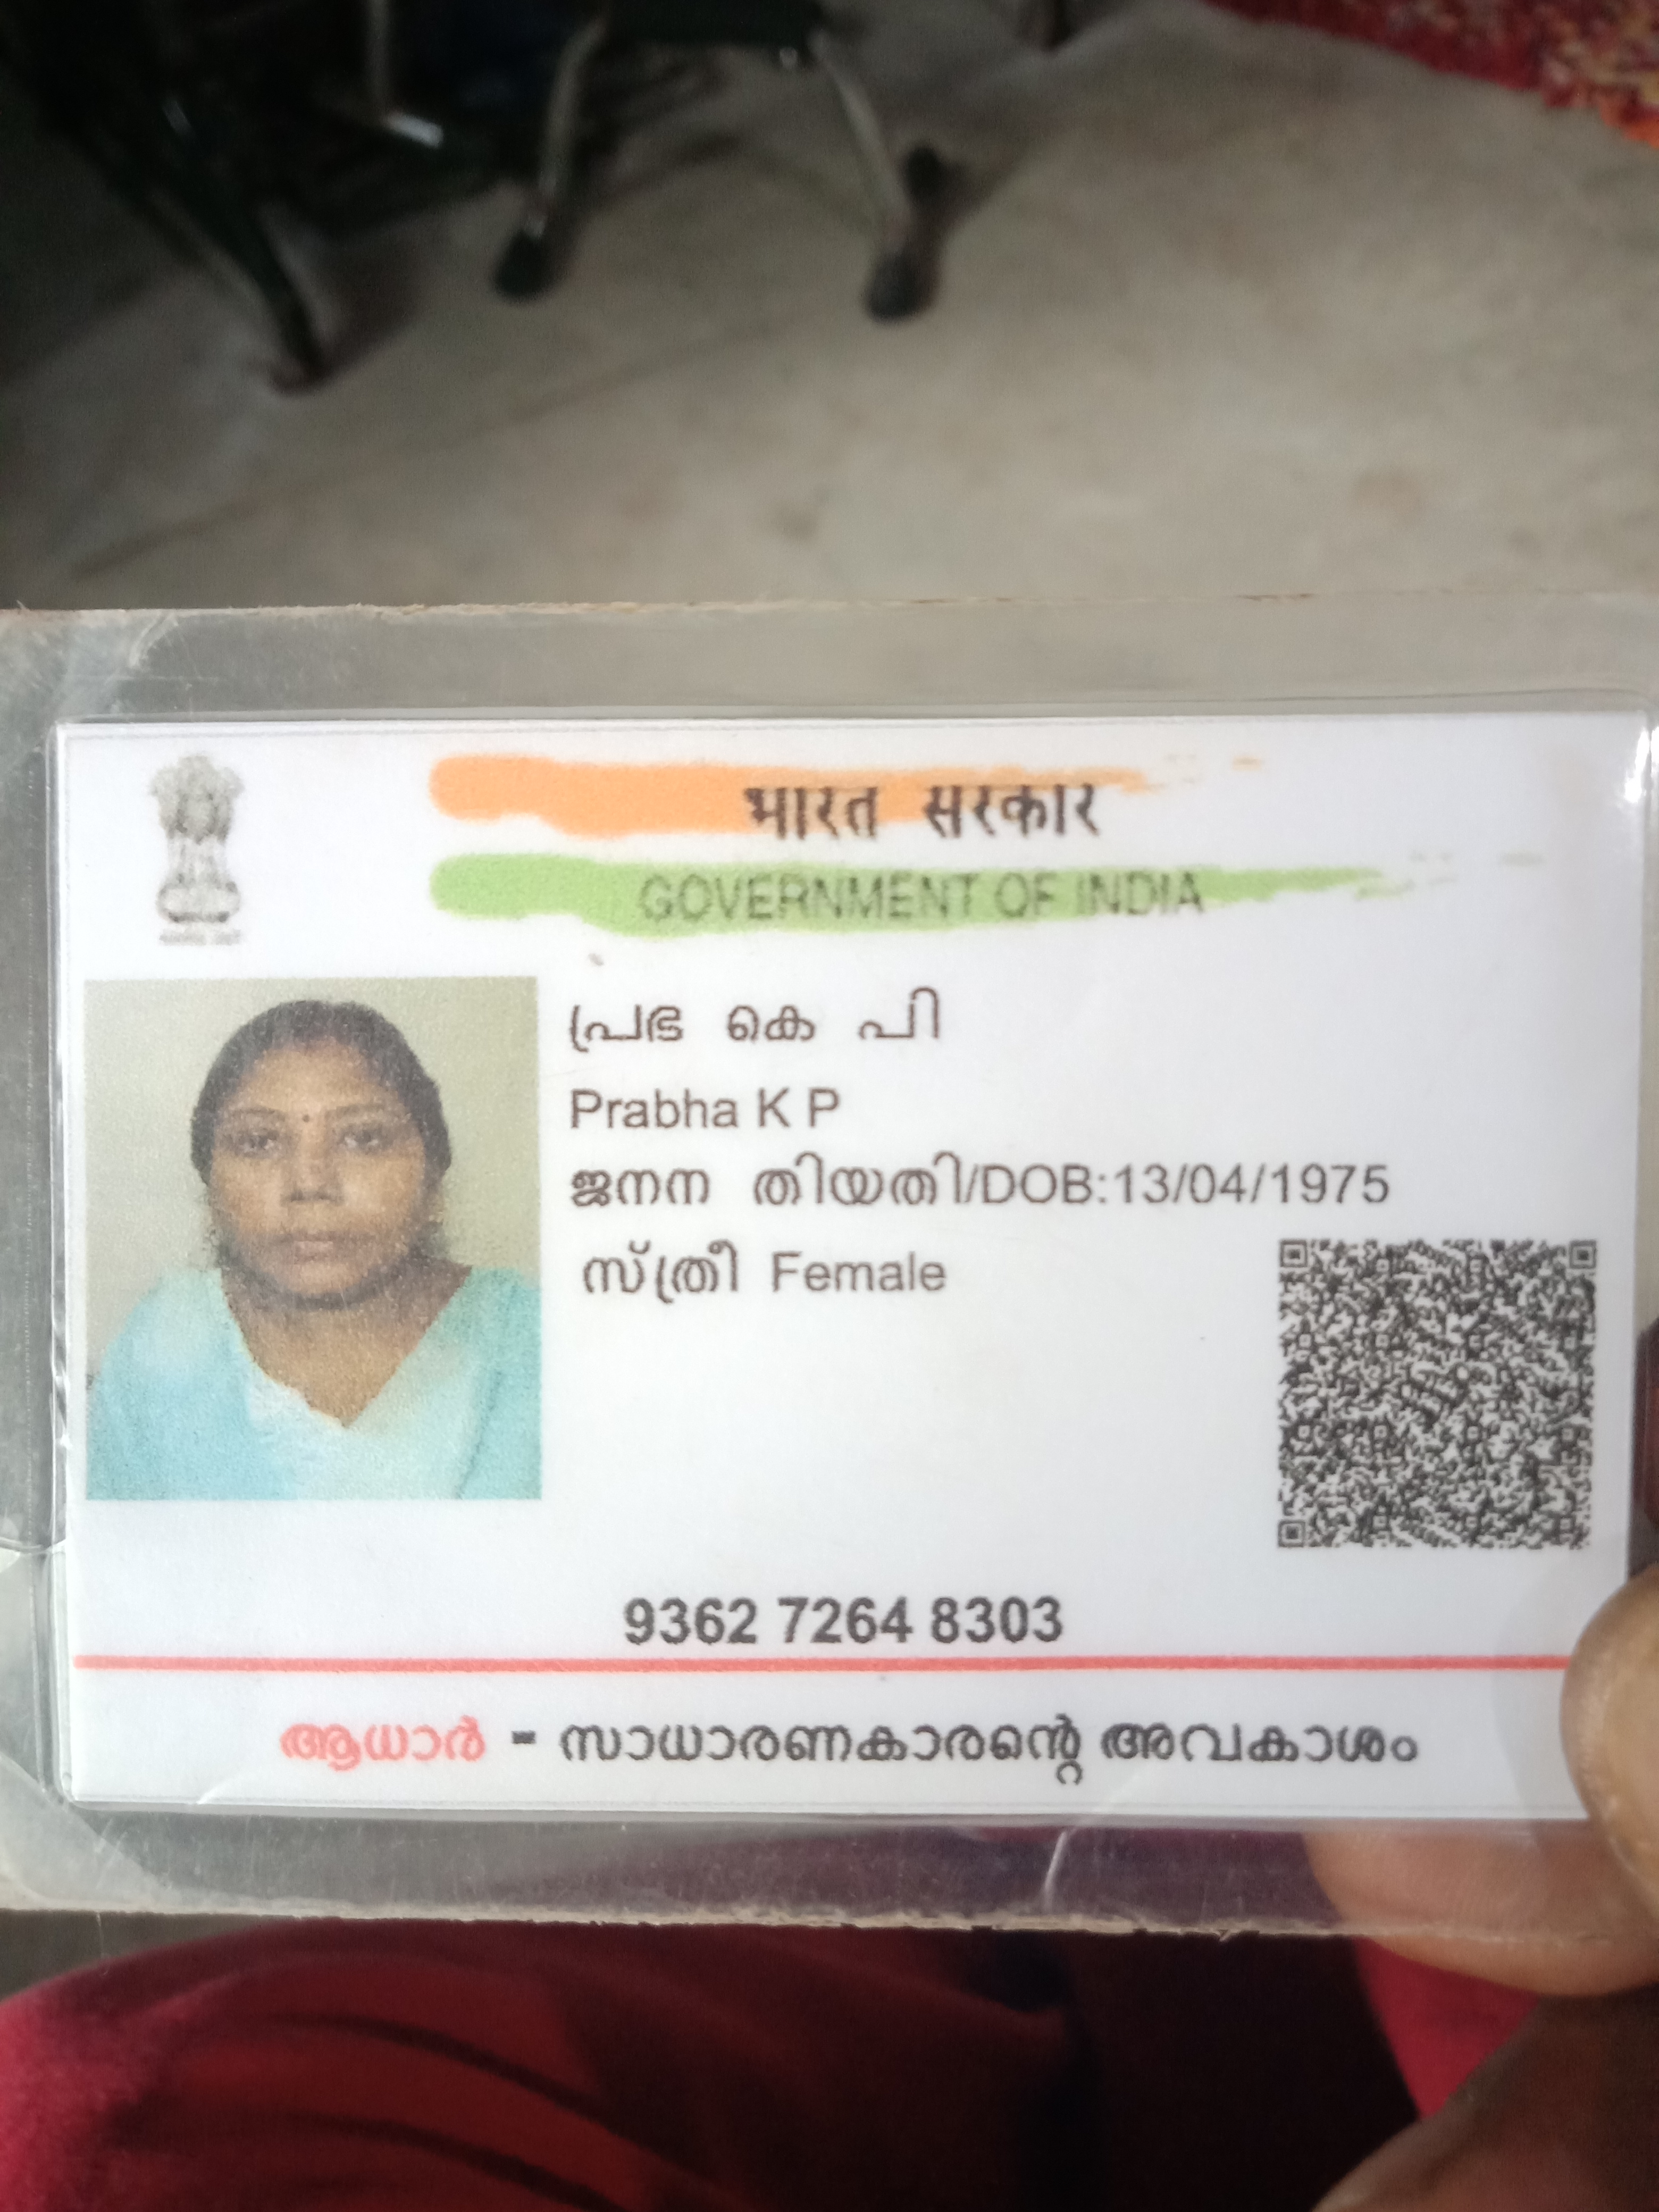 भारत सरकार
GOVERNMENT OF INDIA
പ്രഭ കെ പി
Prabha K P
ജനന തിയതി/DOB:13/04/1975
സ്ത്രീ Female
9362 7264 8303
ആധാർ - സാധാരണകാരന്റെ അവകാശം